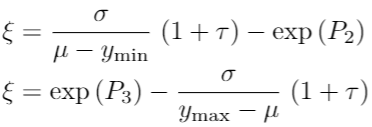 ξ = σ / (μ − y_min) (1 + τ) − exp (P_2)
ξ = exp (P_3) − σ / (y_max − μ) (1 + τ)